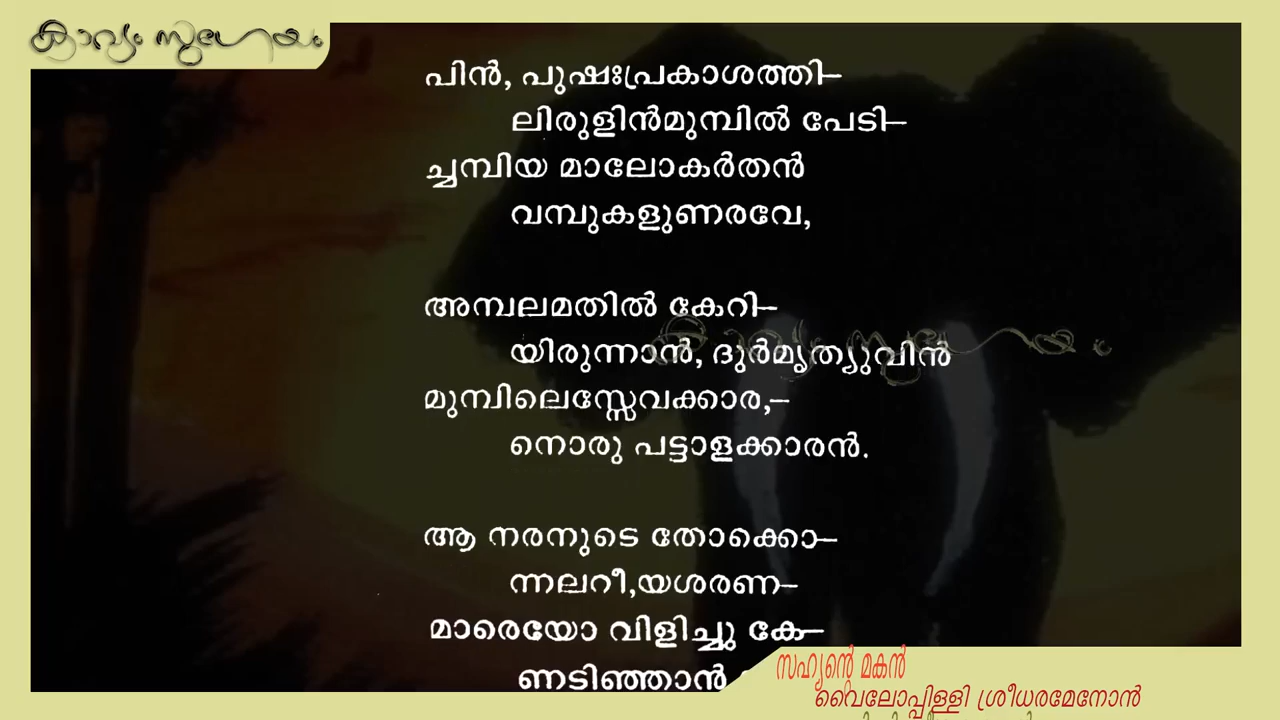 കാവ്യം സുഗേയം
പിൻ, പുഷഃപ്രകാശത്തി–
ലിരുളിൻമുമ്പിൽ പേടി–
ച്ചമ്പിയ മാലോകർതൻ
വമ്പുകളുണരവേ,
അമ്പലമതിൽ കേറി–
യിരുന്നാൻ, ദുർമൃത്യുവിൻ
മുമ്പിലെസ്സേവക്കാര,–
നൊരു പട്ടാളക്കാരൻ.
ആ നരനുടെ തോക്കൊ–
ന്നലറീ,യശരണ–
മാരെയോ വിളിച്ചു കേ–
ണടിഞ്ഞാൻ
കാവ്യം സുഗേയം
സഹ്യന്റെ മകൻ
വൈലോപ്പിള്ളി ശ്രീധരമേനോൻ